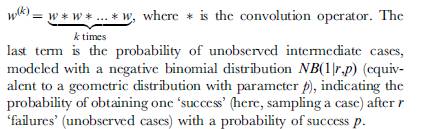 w^(k) = w * w * ... * w, where * is the convolution operator. The
k times
last term is the probability of unobserved intermediate cases,
modeled with a negative binomial distribution NB(1|r,p) (equiv-
alent to a geometric distribution with parameter p), indicating the
probability of obtaining one ‘success’ (here, sampling a case) after r
‘failures’ (unobserved cases) with a probability of success p.